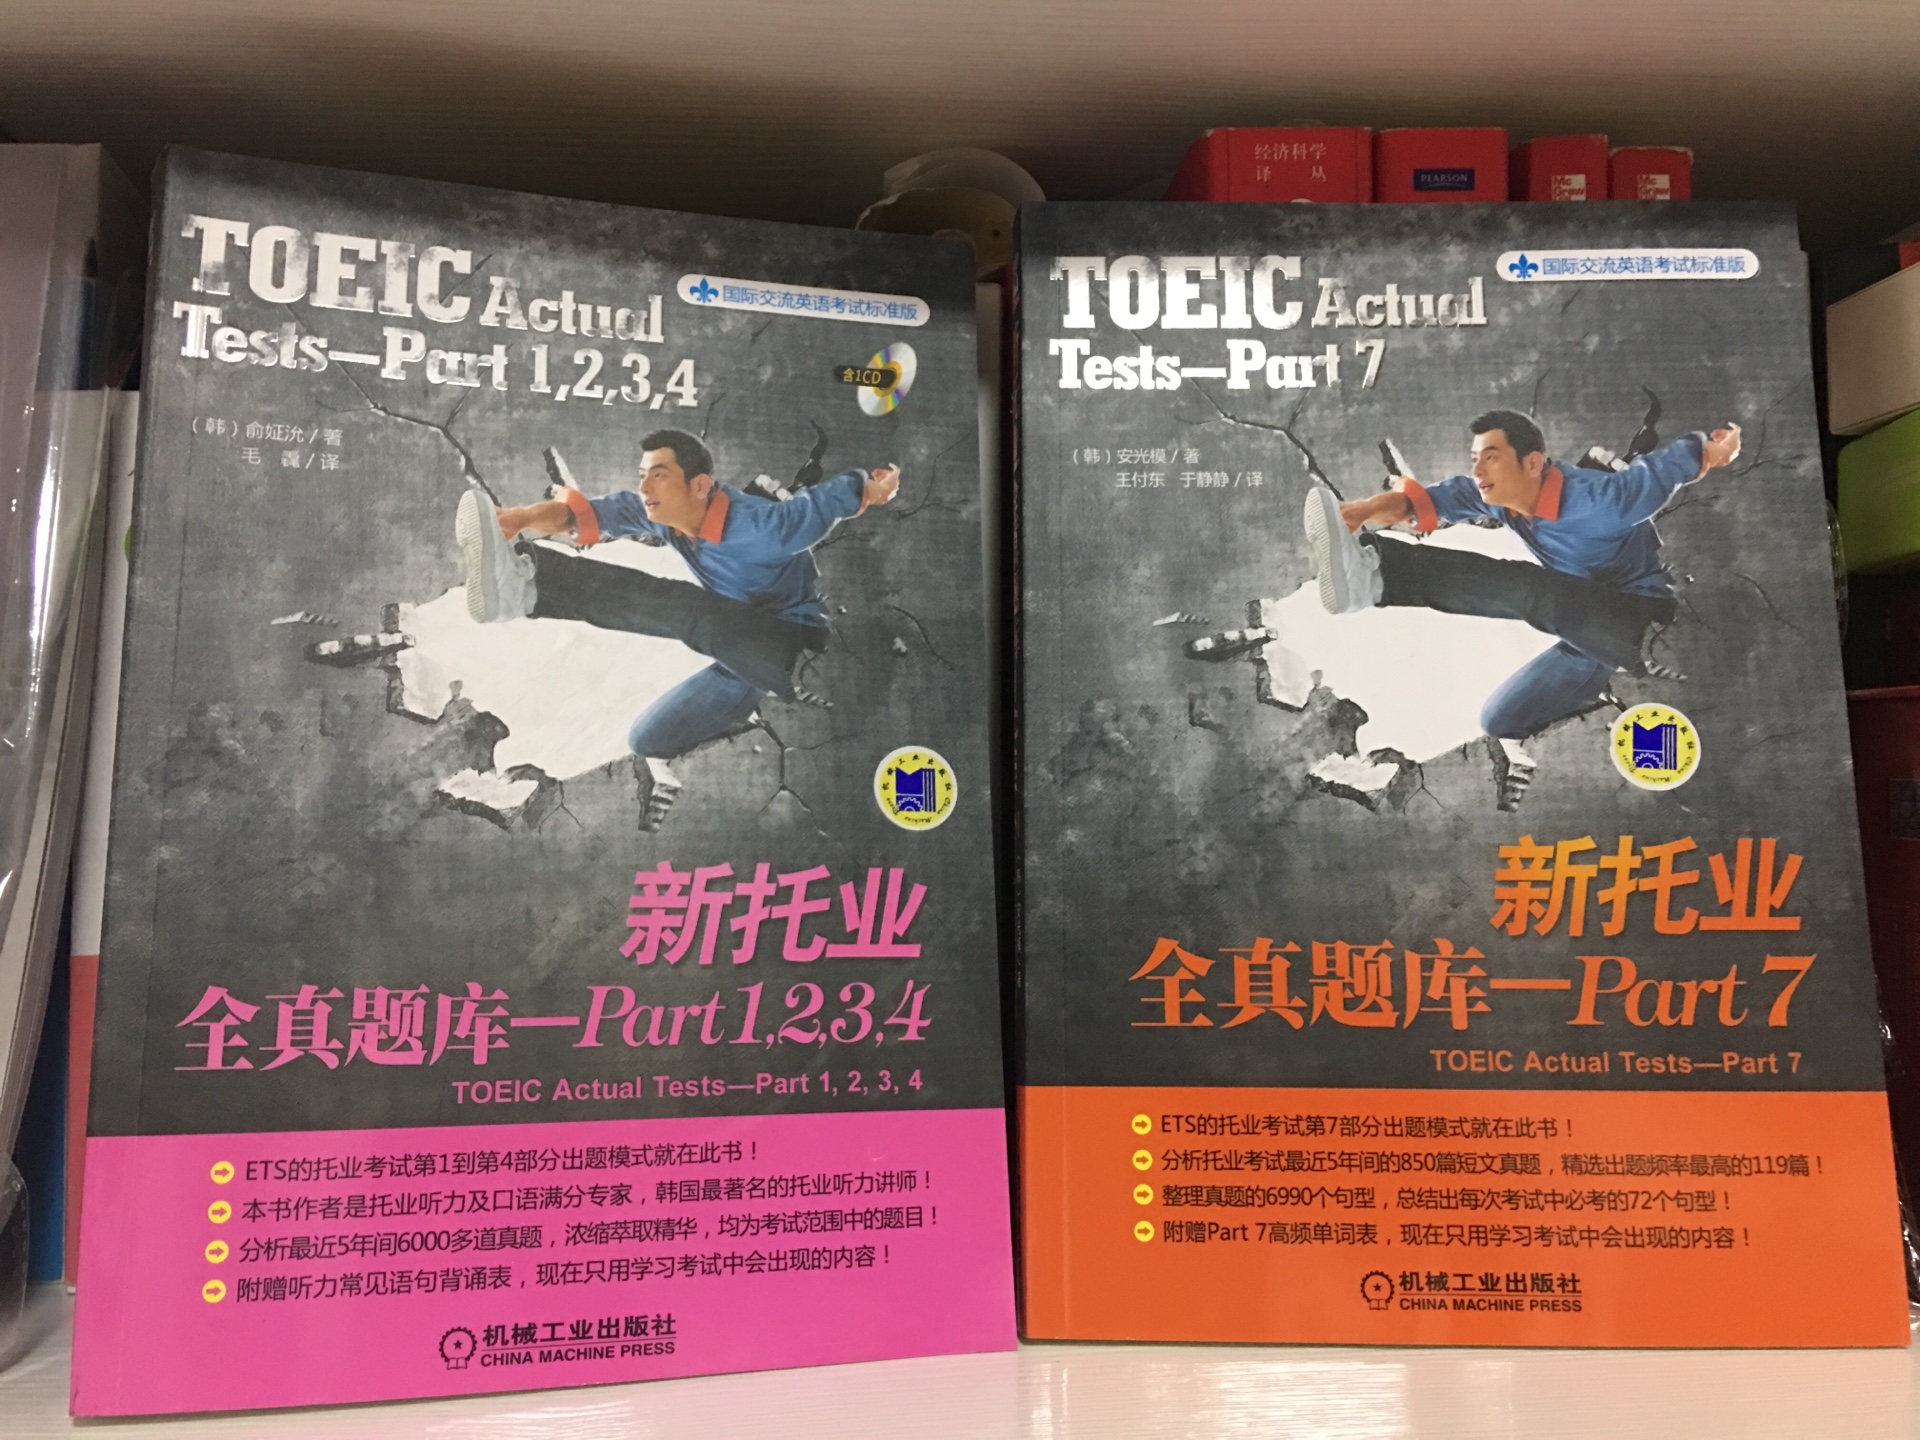 TOEIC Actual
Tests—Part 1,2,3,4
国际交流英语考试标准版
含1CD
（韩）俞姃沇／著
毛 毳／译
新托业
全真题库—Part 1,2,3,4
TOEIC Actual Tests—Part 1, 2, 3, 4
ETS的托业考试第1到第4部分出题模式就在此书！
本书作者是托业听力及口语满分专家，韩国最著名的托业听力讲师！
分析最近5年间6000多道真题，浓缩萃取精华，均为考试范围中的题目！
附赠听力常见语句背诵表，现在只用学习考试中会出现的内容！
机械工业出版社
CHINA MACHINE PRESS
经济科学
译 丛
PEARSON
Mc
Graw
Mc
Graw
TOEIC Actual
Tests—Part 7
国际交流英语考试标准版
（韩）安光模／著
王付东 于静静／译
新托业
全真题库—Part 7
TOEIC Actual Tests—Part 7
ETS的托业考试第7部分出题模式就在此书！
分析托业考试最近5年间的850篇短文真题，精选出题频率最高的119篇！
整理真题的6990个句型，总结出每次考试中必考的72个句型！
附赠Part 7高频单词表，现在只用学习考试中会出现的内容！
机械工业出版社
CHINA MACHINE PRESS